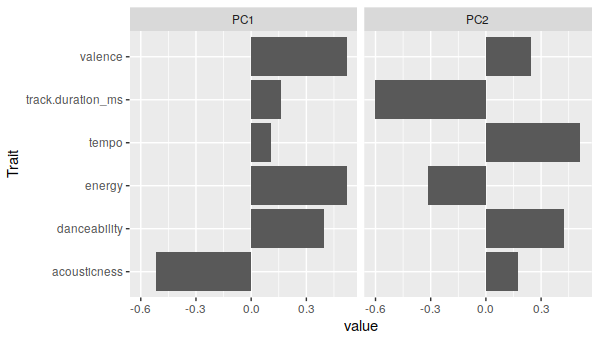 PC1 PC2
Trait
valence
track.duration_ms
tempo
energy
danceability
acousticness
-0.6 -0.3 0.0 0.3 -0.6 -0.3 0.0 0.3
value